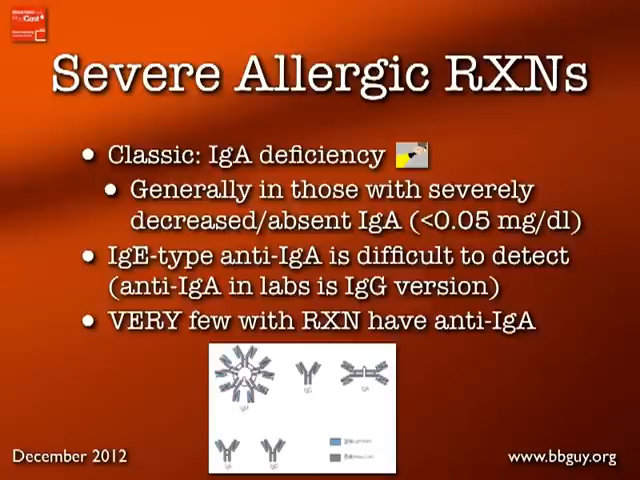 Severe Allergic RXNs
• Classic: IgA deficiency
• Generally in those with severely
decreased/absent IgA (<0.05 mg/dl)
• IgE-type anti-IgA is difficult to detect
(anti-IgA in labs is IgG version)
• VERY few with RXN have anti-IgA
December 2012
www.bbguy.org